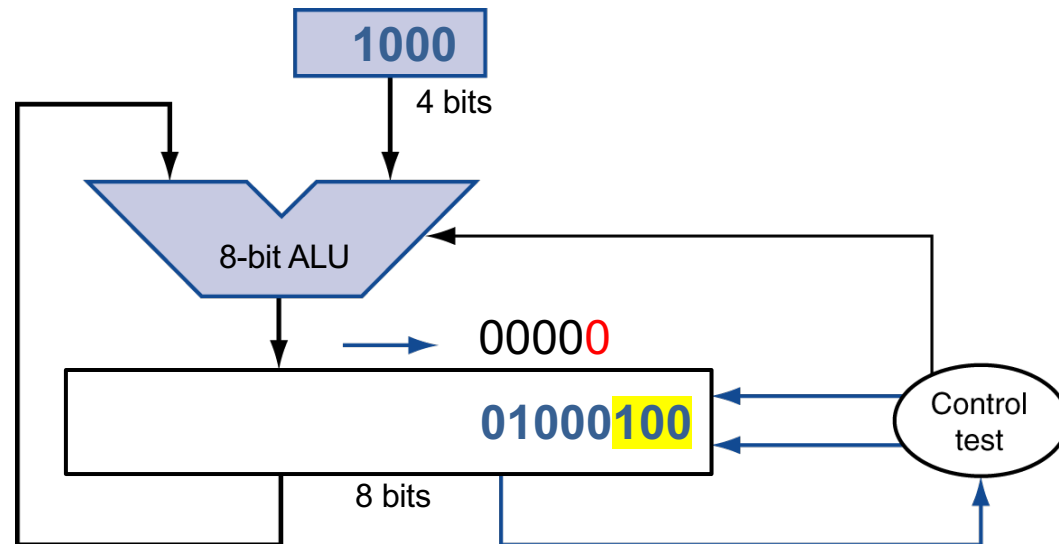 1000
4 bits
8-bit ALU
00000
01000100
Control
test
8 bits